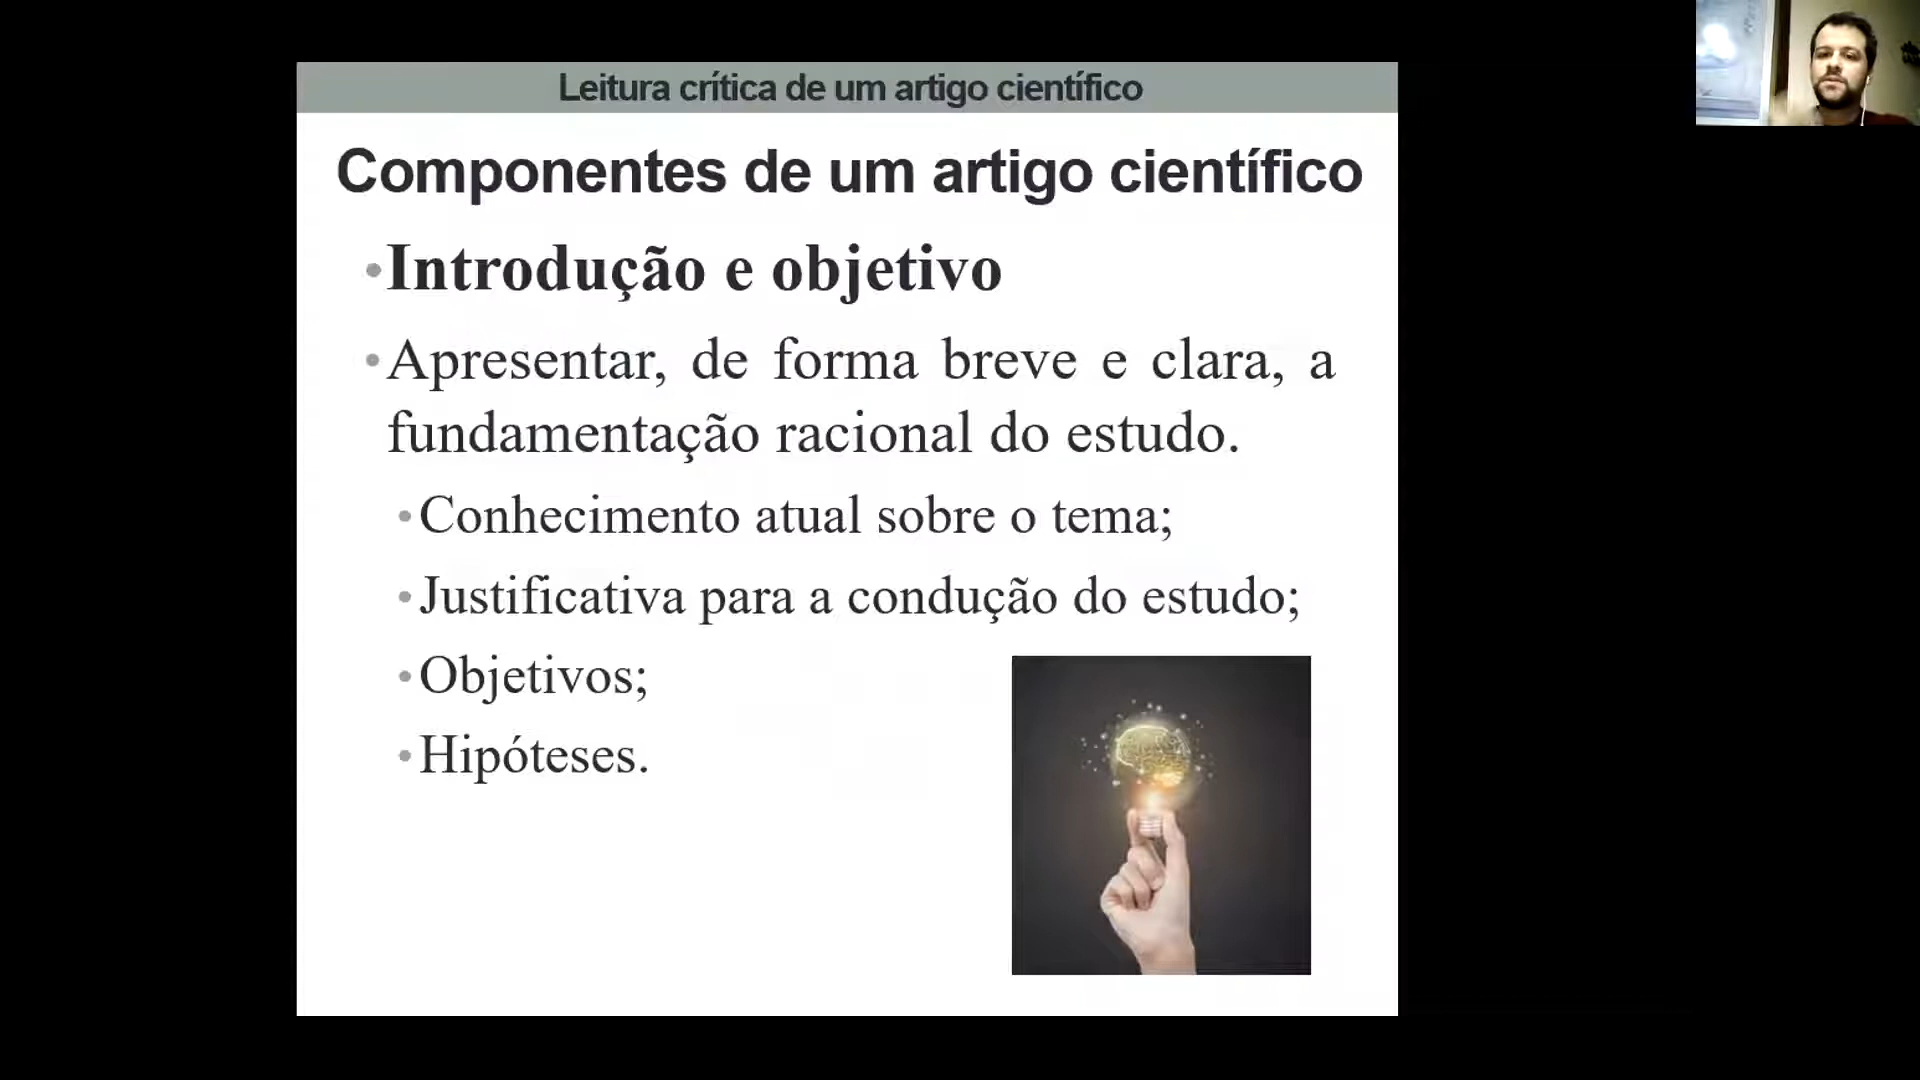 Leitura crítica de um artigo científico
Componentes de um artigo científico
•Introdução e objetivo
•Apresentar, de forma breve e clara, a
fundamentação racional do estudo.
•Conhecimento atual sobre o tema;
•Justificativa para a condução do estudo;
•Objetivos;
•Hipóteses.